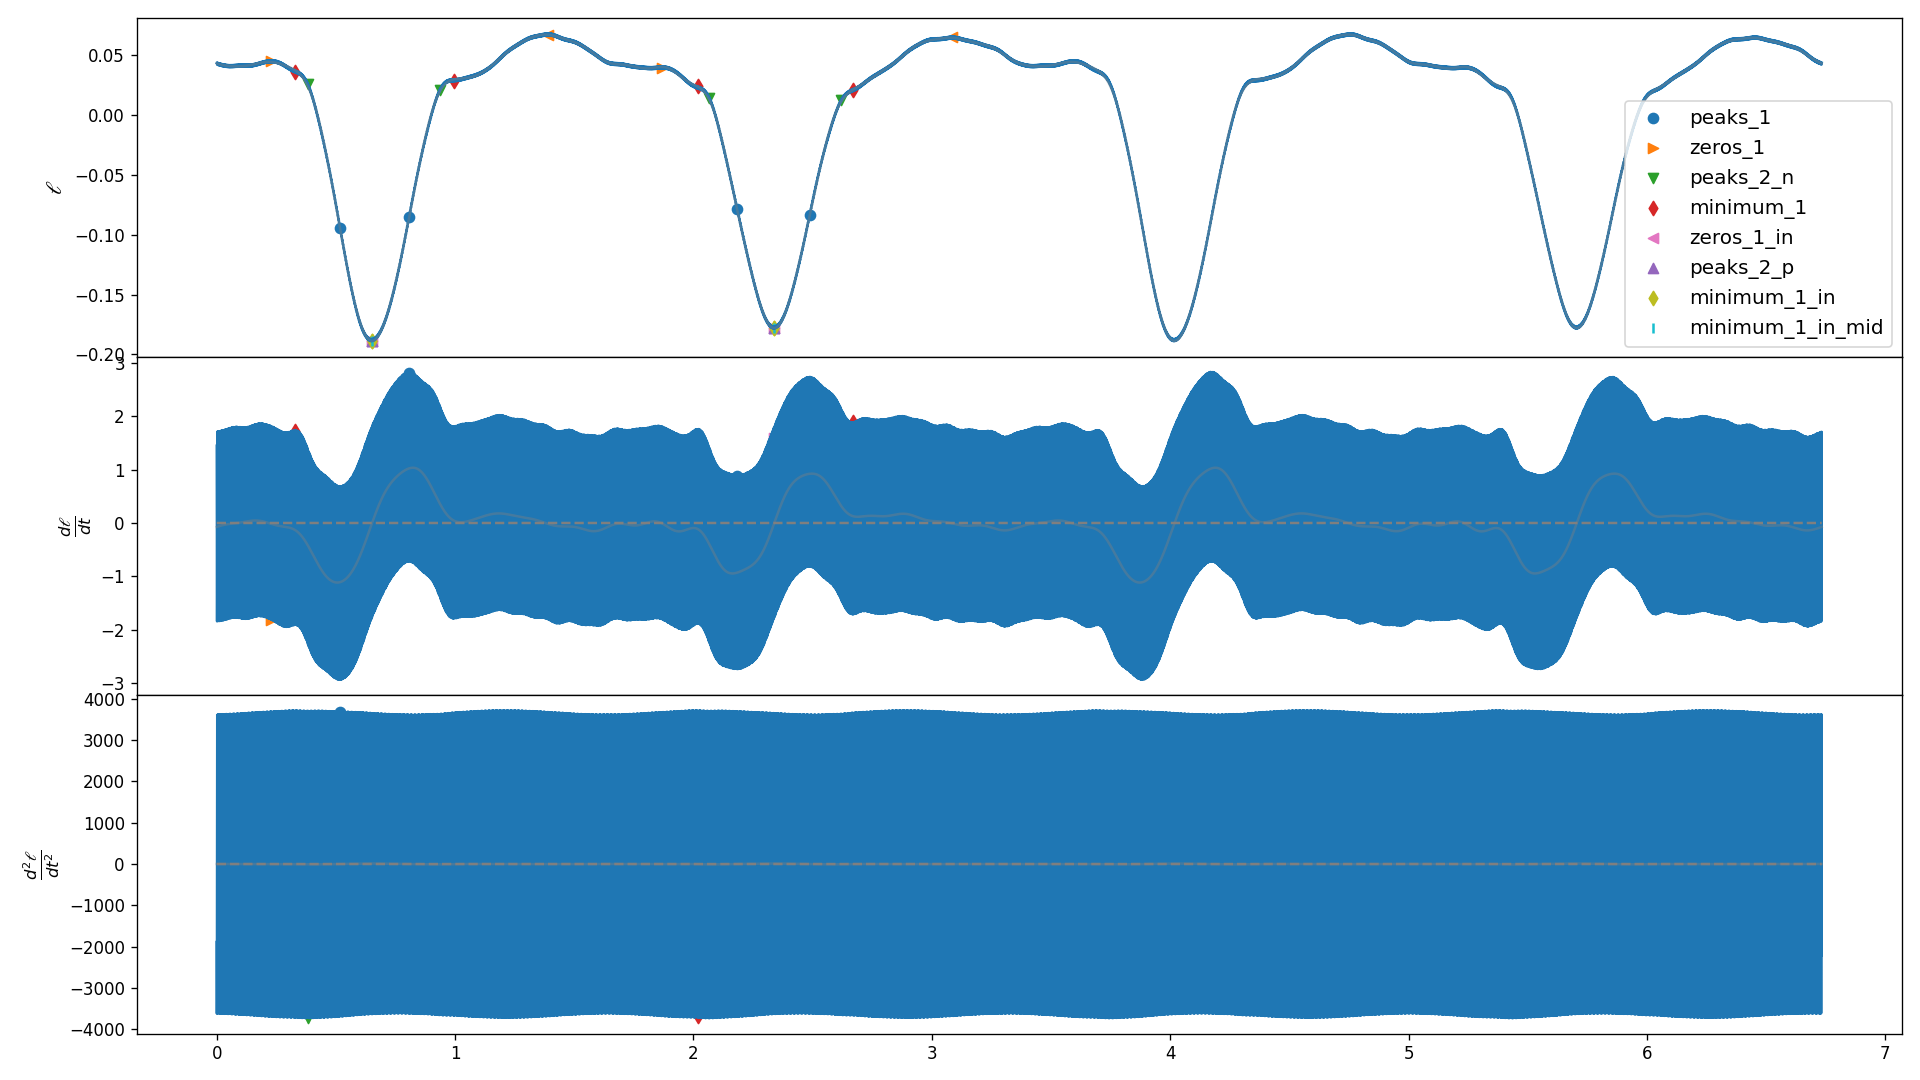 ℓ
0.05
0.00
−0.05
−0.10
−0.15
−0.20
peaks_1
zeros_1
peaks_2_n
minimum_1
zeros_1_in
peaks_2_p
minimum_1_in
minimum_1_in_mid
dℓ
dt
3
2
1
0
−1
−2
−3
d²ℓ
dt²
4000
3000
2000
1000
0
−1000
−2000
−3000
−4000
0 1 2 3 4 5 6 7